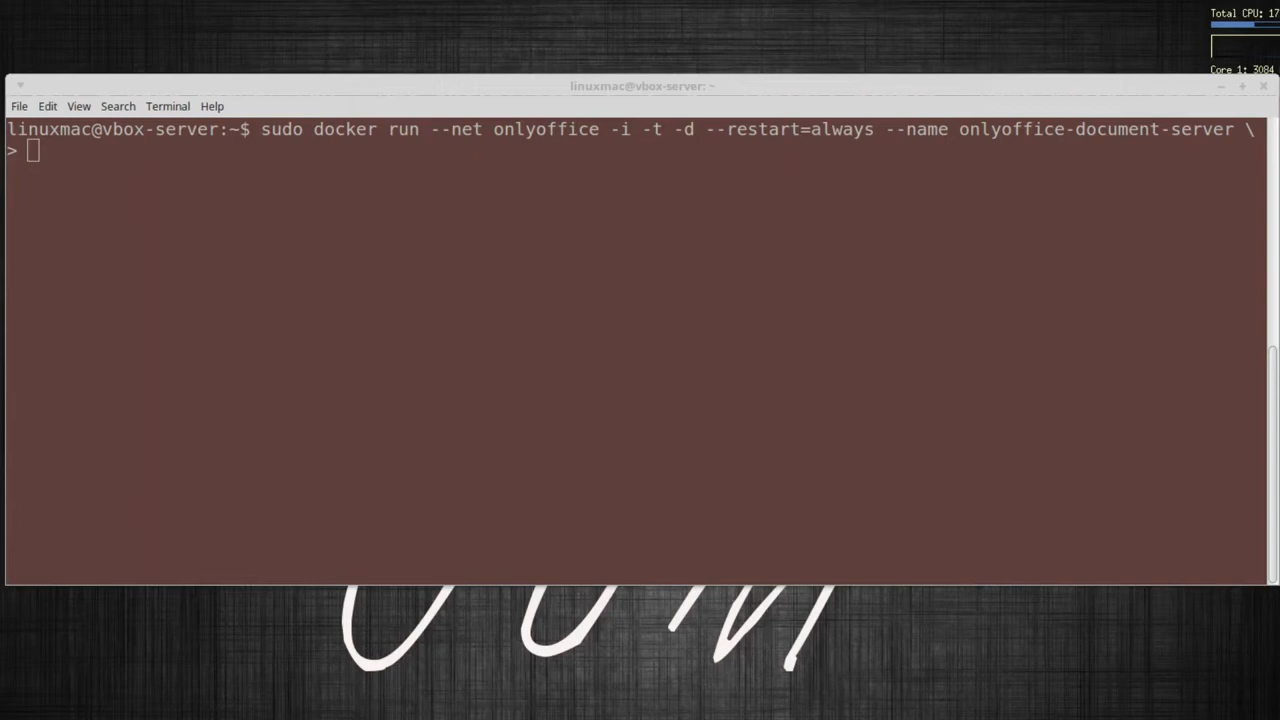 Total CPU: 17
Core 1: 3084
linuxmac@vbox-server: ~
File Edit View Search Terminal Help
linuxmac@vbox-server:~$ sudo docker run --net onlyoffice -i -t -d --restart=always --name onlyoffice-document-server \
>